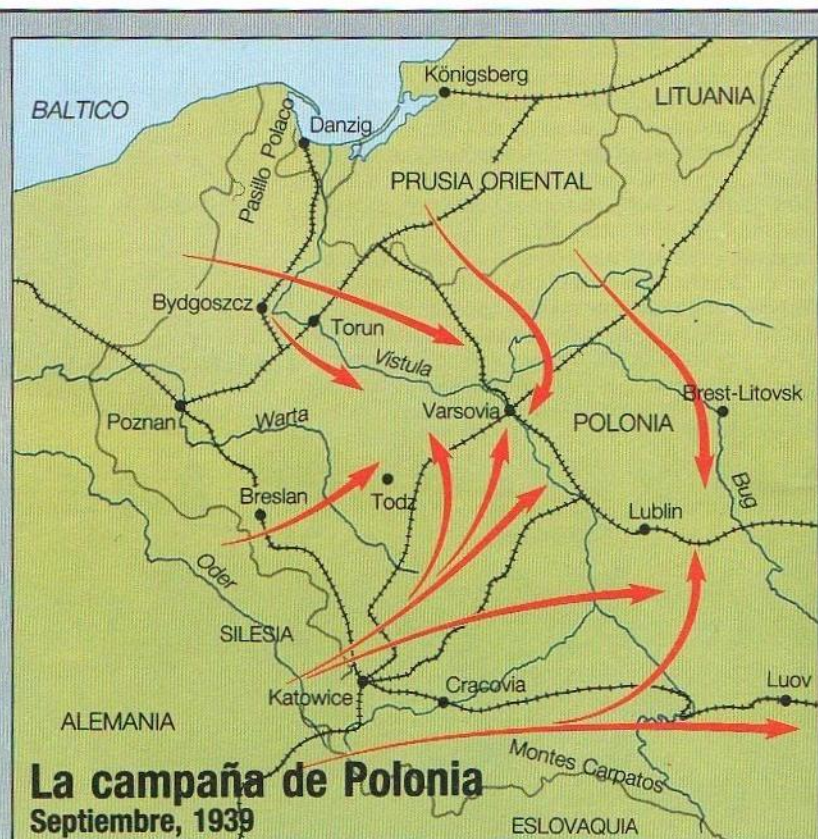 Königsberg
BALTICO
LITUANIA
Danzig
Pasillo Polaco
PRUSIA ORIENTAL
Bydgoszcz
Torun
Vístula
Brest-Litovsk
Poznan
Warta
Varsovia
POLONIA
Breslan
Todz
Bug
Lublin
Oder
SILESIA
Katowice
Cracovia
Luov
ALEMANIA
Montes Carpatos
La campaña de Polonia
Septiembre, 1939
ESLOVAQUIA